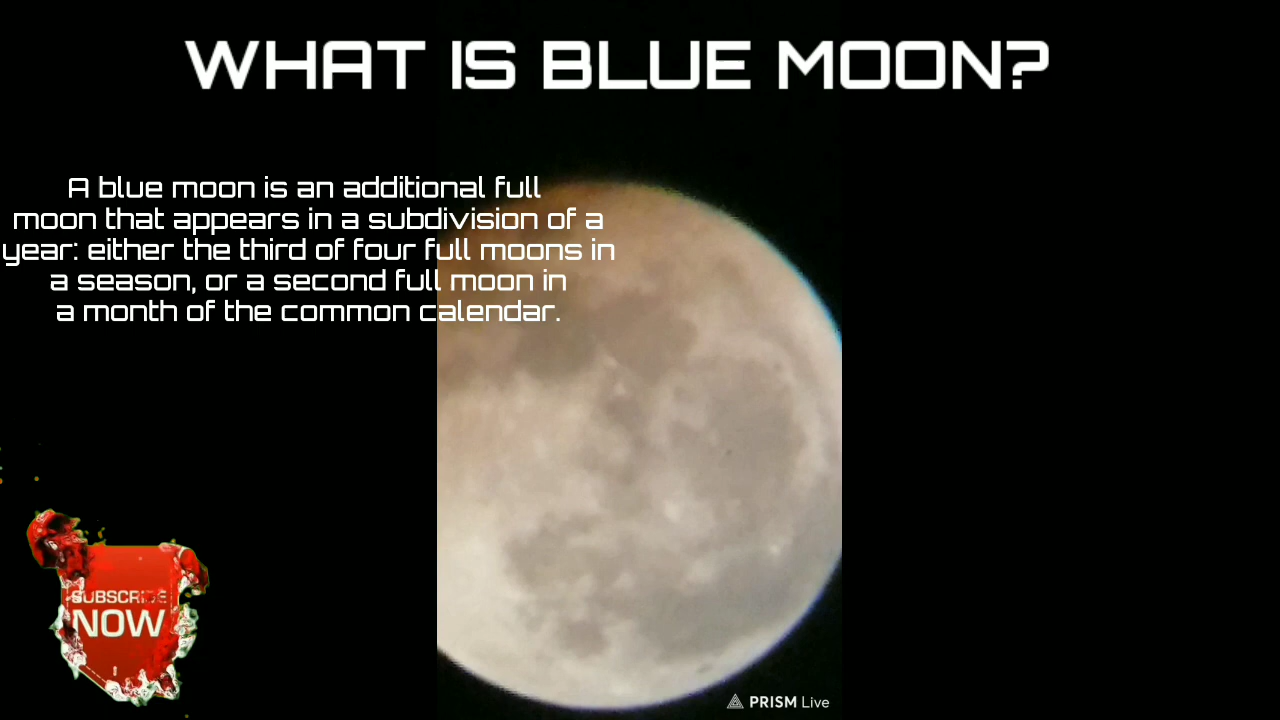 WHAT IS BLUE MOON?
A blue moon is an additional full
moon that appears in a subdivision of a
year: either the third of four full moons in
a season, or a second full moon in
a month of the common calendar.
SUBSCRIBE
NOW
PRISM Live